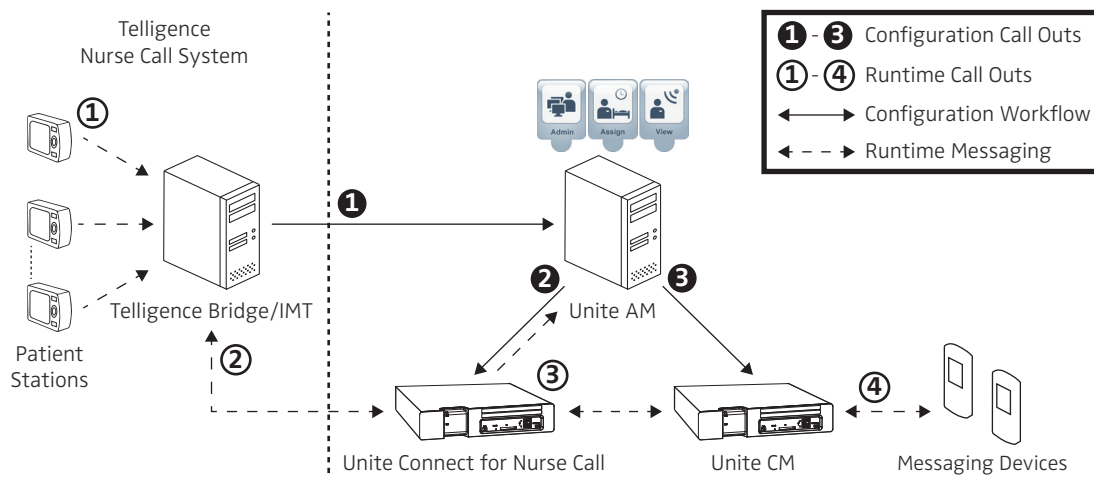 Telligence
Nurse Call System
1 - 3 Configuration Call Outs
1 - 4 Runtime Call Outs
Configuration Workflow
Runtime Messaging
1
Admin
Assign
View
1
2
3
Telligence Bridge/IMT
Unite AM
Patient
Stations
2
3
4
Unite Connect for Nurse Call
Unite CM
Messaging Devices